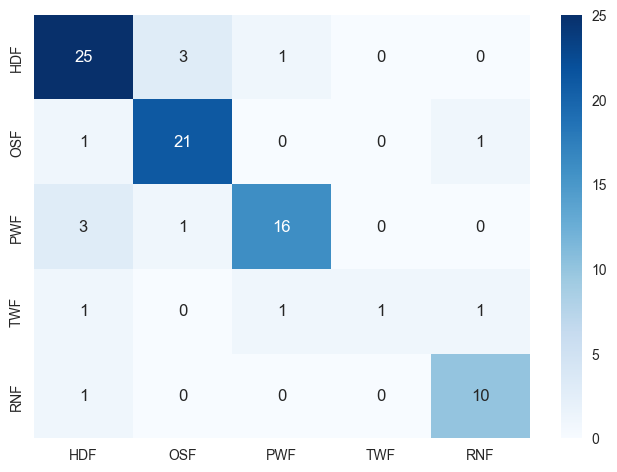 HDF 25 3 1 0 0
OSF 1 21 0 0 1
PWF 3 1 16 0 0
TWF 1 0 1 1 1
RNF 1 0 0 0 10
HDF OSF PWF TWF RNF
25
20
15
10
5
0